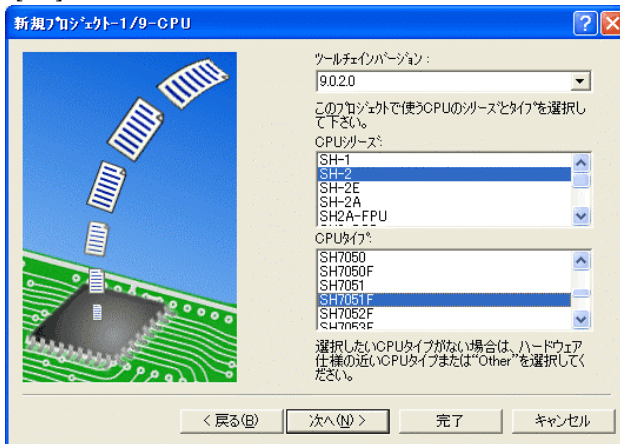 新規プロジェクト-1/9-CPU
ツールチェインバージョン :
9.0.2.0
このプロジェクトで使うCPUのシリーズとタイプを選択し
て下さい。
CPUシリーズ:
SH-1
SH-2
SH-2E
SH-2A
SH2A-FPU
CPUタイプ:
SH7050
SH7050F
SH7051
SH7051F
SH7052F
SH7053F
選択したいCPUタイプがない場合は、ハードウェア
仕様の近いCPUタイプまたは“Other”を選択してく
ださい。
< 戻る(B)
次へ(N) >
完了
キャンセル